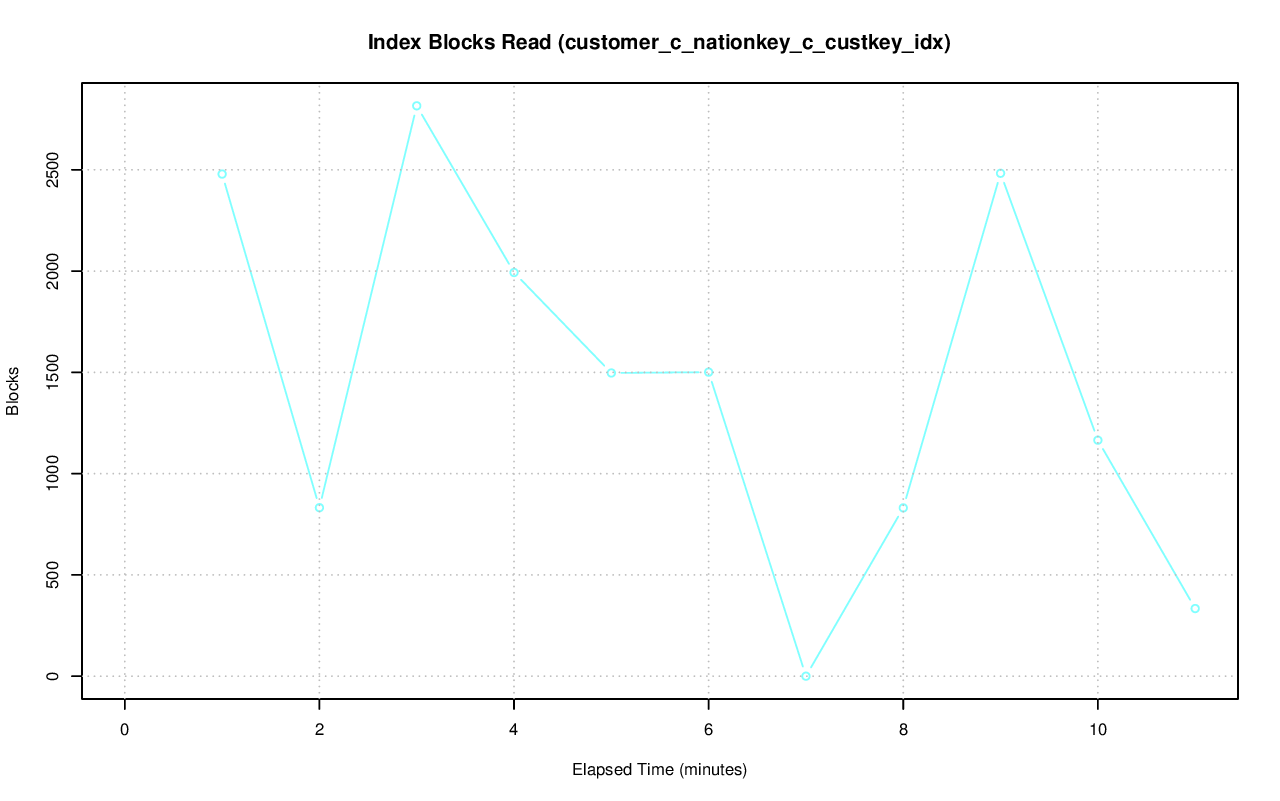 Index Blocks Read (customer_c_nationkey_c_custkey_idx)
2500
2000
1500
1000
500
0
Blocks
0 2 4 6 8 10
Elapsed Time (minutes)